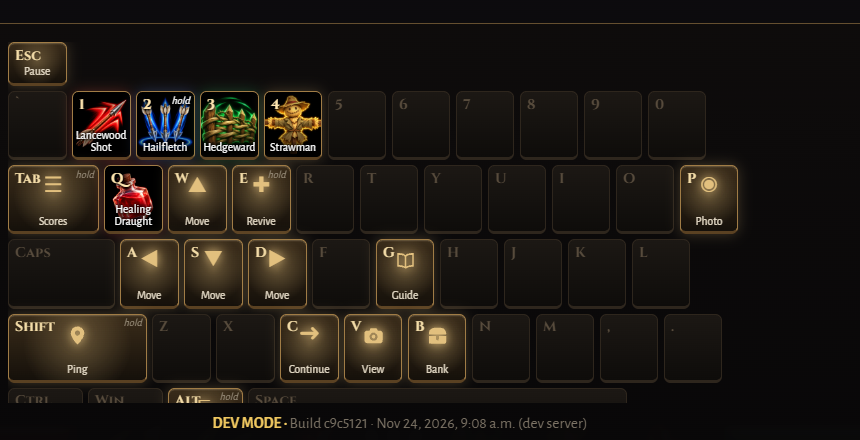 Esc
Pause
` 1 2 hold 3 4 5 6 7 8 9 0
Lancewood Shot
Hailfletch
Hedgeward
Strawman
Tab hold Q W E hold R T Y U I O P
Scores
Healing Draught
Move
Revive
Photo
Caps A S D F G H J K L
Move
Move
Move
Guide
Shift hold Z X C V B N M , .
Ping
Continue
View
Bank
Ctrl Win Alt hold Space
DEV MODE · Build c9c5121 · Nov 24, 2026, 9:08 a.m. (dev server)